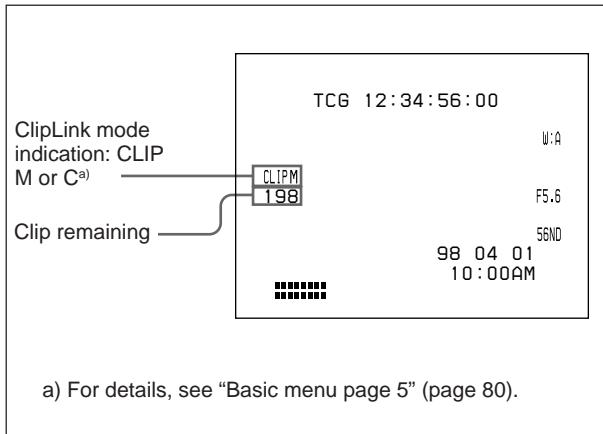 TCG 12:34:56:00
ClipLink mode
indication: CLIP
M or Ca)
W:A
CLIPM
198
F5.6
Clip remaining
56ND
98 04 01
10:00AM
a) For details, see “Basic menu page 5” (page 80).